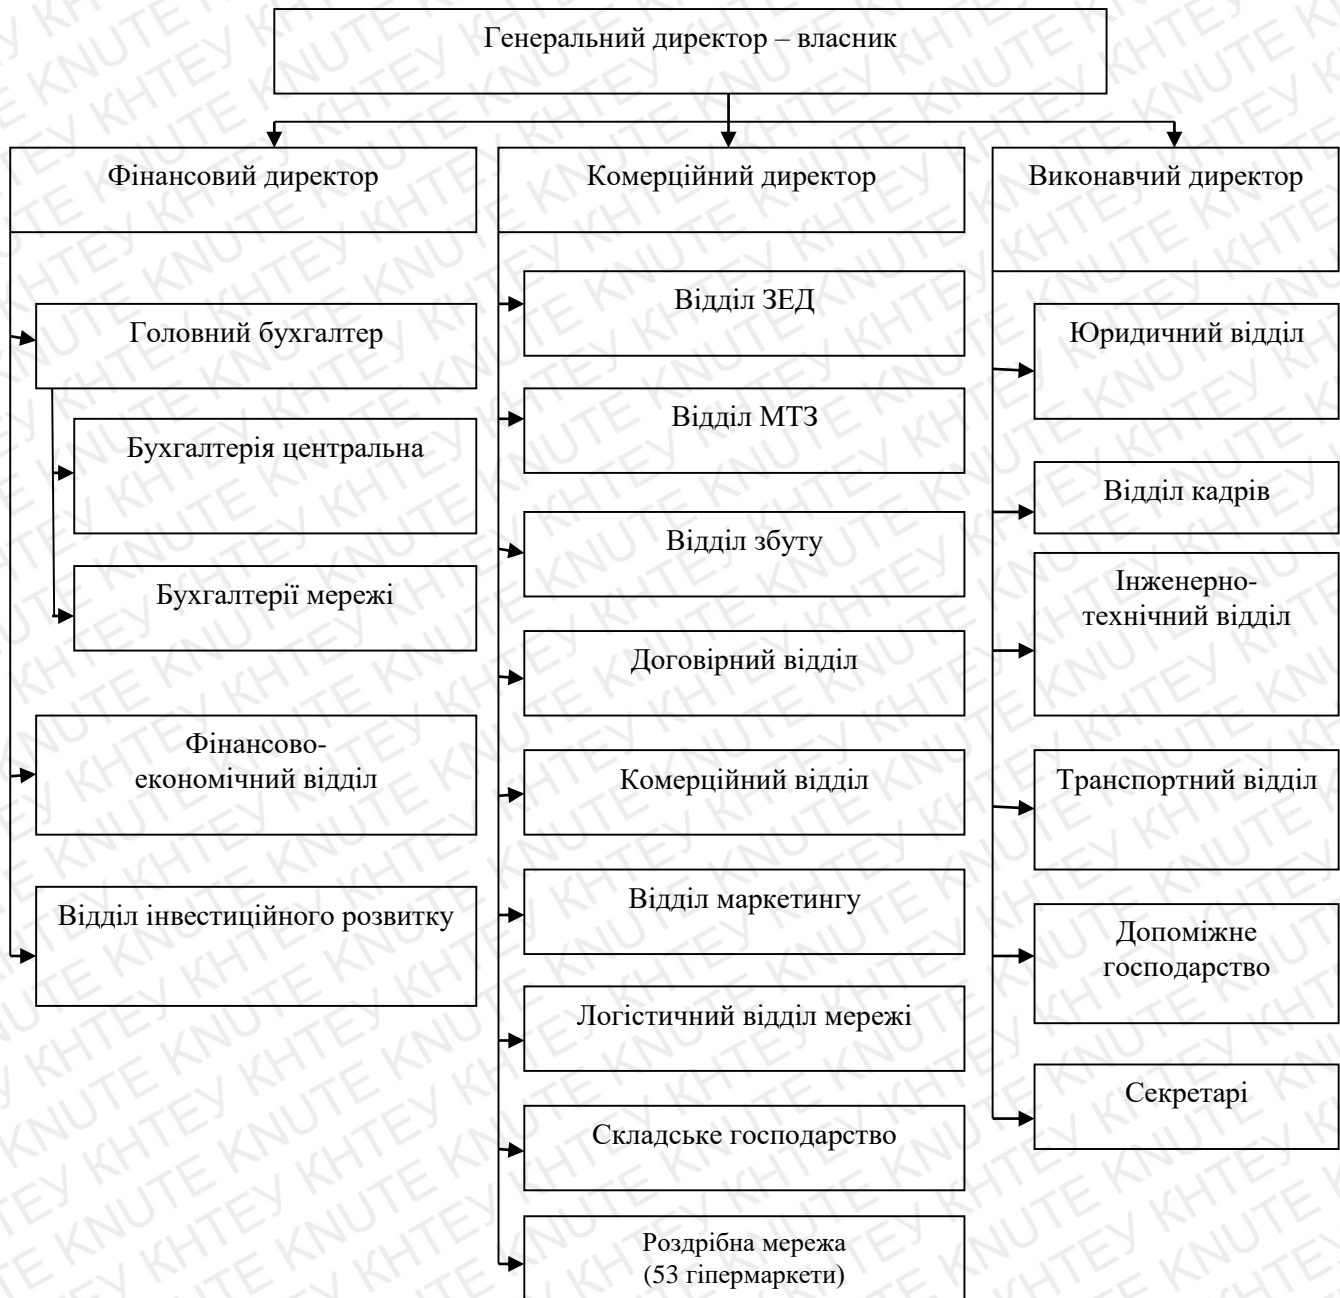 Генеральний директор – власник
Фінансовий директор
Головний бухгалтер
Бухгалтерія центральна
Бухгалтерії мережі
Фінансово-
економічний відділ
Відділ інвестиційного розвитку
Комерційний директор
Відділ ЗЕД
Відділ МТЗ
Відділ збуту
Договірний відділ
Комерційний відділ
Відділ маркетингу
Логістичний відділ мережі
Складське господарство
Роздрібна мережа
(53 гіпермаркети)
Виконавчий директор
Юридичний відділ
Відділ кадрів
Інженерно-
технічний відділ
Транспортний відділ
Допоміжне
господарство
Секретарі